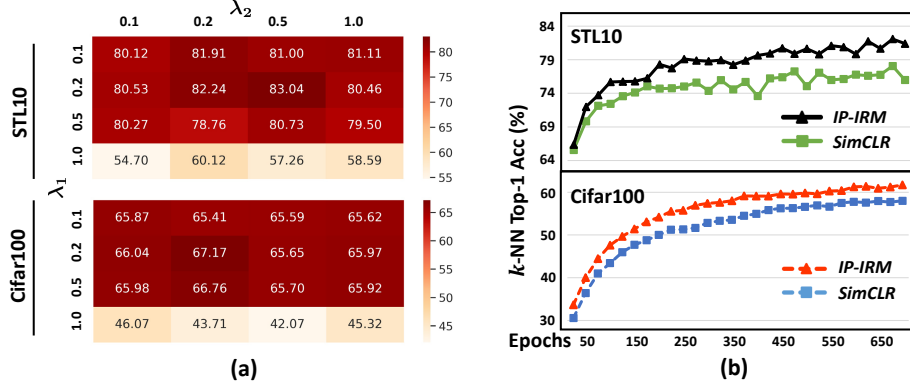 λ₂
0.1 0.2 0.5 1.0
STL10
λ₁
0.1 80.12 81.91 81.00 81.11
0.2 80.53 82.24 83.04 80.46
0.5 80.27 78.76 80.73 79.50
1.0 54.70 60.12 57.26 58.59
80
75
70
65
60
55
Cifar100
0.1 65.87 65.41 65.59 65.62
0.2 66.04 67.17 65.65 65.97
0.5 65.98 66.76 65.70 65.92
1.0 46.07 43.71 42.07 45.32
65
60
55
50
45
(a)
k-NN Top-1 Acc (%)
84
79
74
69
64
STL10
IP-IRM
SimCLR
60
50
40
30
Cifar100
IP-IRM
SimCLR
Epochs 50 150 250 350 450 550 650
(b)